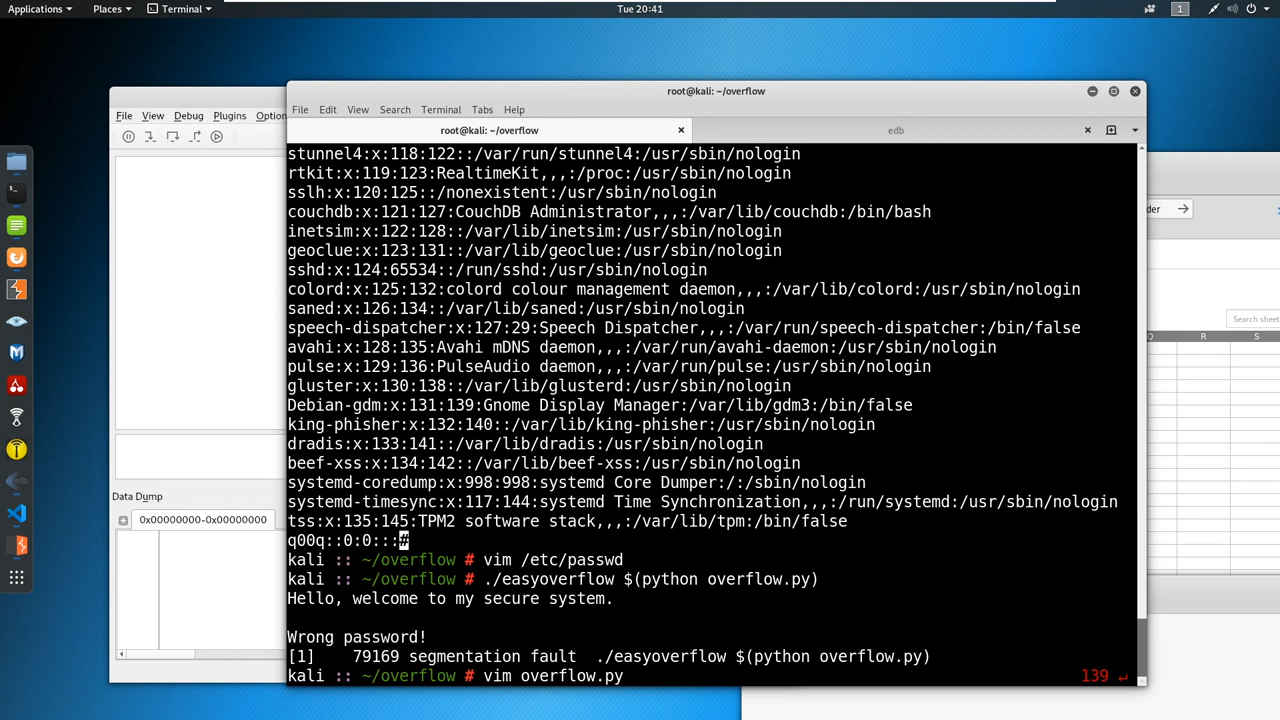 Applications
Places
Terminal
Tue 20:41
1
root@kali: ~/overflow
File Edit View Search Terminal Tabs Help
File View Debug Plugins Option
root@kali: ~/overflow
edb
stunnel4:x:118:122::/var/run/stunnel4:/usr/sbin/nologin
rtkit:x:119:123:RealtimeKit,,,:/proc:/usr/sbin/nologin
sslh:x:120:125::/nonexistent:/usr/sbin/nologin
couchdb:x:121:127:CouchDB Administrator,,,:/var/lib/couchdb:/bin/bash
inetsim:x:122:128::/var/lib/inetsim:/usr/sbin/nologin
geoclue:x:123:131::/var/lib/geoclue:/usr/sbin/nologin
sshd:x:124:65534::/run/sshd:/usr/sbin/nologin
colord:x:125:132:colord colour management daemon,,,:/var/lib/colord:/usr/sbin/nologin
saned:x:126:134::/var/lib/saned:/usr/sbin/nologin
speech-dispatcher:x:127:29:Speech Dispatcher,,,:/var/run/speech-dispatcher:/bin/false
avahi:x:128:135:Avahi mDNS daemon,,,:/var/run/avahi-daemon:/usr/sbin/nologin
pulse:x:129:136:PulseAudio daemon,,,:/var/run/pulse:/usr/sbin/nologin
gluster:x:130:138::/var/lib/glusterd:/usr/sbin/nologin
Debian-gdm:x:131:139:Gnome Display Manager:/var/lib/gdm3:/bin/false
king-phisher:x:132:140::/var/lib/king-phisher:/usr/sbin/nologin
dradis:x:133:141::/var/lib/dradis:/usr/sbin/nologin
beef-xss:x:134:142::/var/lib/beef-xss:/usr/sbin/nologin
systemd-coredump:x:998:998:systemd Core Dumper:/:/sbin/nologin
systemd-timesync:x:117:144:systemd Time Synchronization,,,:/run/systemd:/usr/sbin/nologin
tss:x:135:145:TPM2 software stack,,,:/var/lib/tpm:/bin/false
q00q::0:0:::#
kali :: ~/overflow # vim /etc/passwd
kali :: ~/overflow # ./easyoverflow $(python overflow.py)
Hello, welcome to my secure system.
Wrong password!
[1]    79169 segmentation fault  ./easyoverflow $(python overflow.py)
kali :: ~/overflow # vim overflow.py
139 ↵
Data Dump
0x00000000-0x00000000
der
Search sheet
Q R S
edb